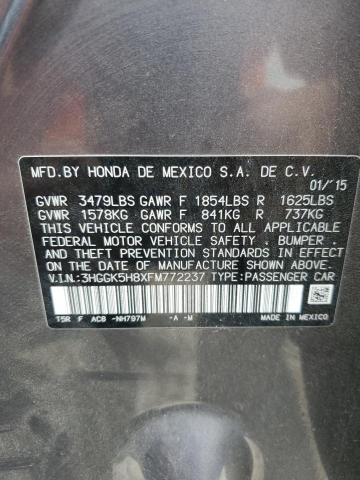 MFD.BY HONDA DE MEXICO S.A. DE C.V.
01/'15
GVWR 3479LBS GAWR F 1854LBS R 1625LBS
GVWR 1578KG GAWR F 841KG R 737KG
THIS VEHICLE CONFORMS TO ALL APPLICABLE
FEDERAL MOTOR VEHICLE SAFETY , BUMPER ,
AND THEFT PREVENTION STANDARDS IN EFFECT
ON THE DATE OF MANUFACTURE SHOWN ABOVE.
V.I.N.:3HGGK5H8XFM772237 TYPE:PASSENGER CAR
T5R F ACB -NH797M -A -M MADE IN MEXICO